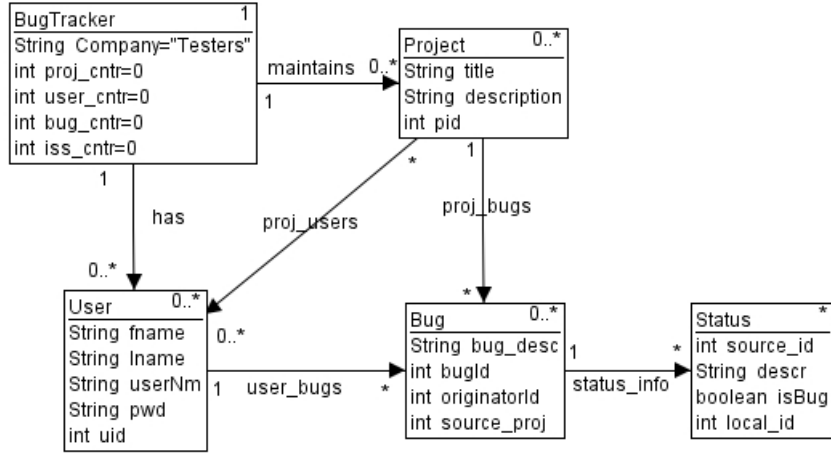 BugTracker 1
String Company="Testers"
int proj_cntr=0
int user_cntr=0
int bug_cntr=0
int iss_cntr=0
maintains
1
0..*
Project 0..*
String title
String description
int pid
1
has
0..*
*
proj_users
0..*
1
proj_bugs
*
User 0..*
String fname
String lname
String userNm
String pwd
int uid
1
user_bugs
*
Bug 0..*
String bug_desc
int bugId
int originatorId
int source_proj
1
status_info
*
Status *
int source_id
String descr
boolean isBug
int local_id